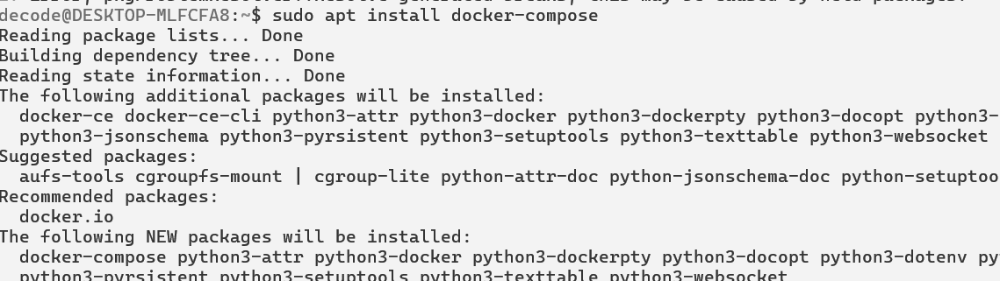 decode@DESKTOP-MLFCFA8:~$ sudo apt install docker-compose
Reading package lists... Done
Building dependency tree... Done
Reading state information... Done
The following additional packages will be installed:
docker-ce docker-ce-cli python3-attr python3-docker python3-dockerpty python3-docopt python3-
python3-jsonschema python3-pyrsistent python3-setuptools python3-texttable python3-websocket
Suggested packages:
aufs-tools cgroupfs-mount | cgroup-lite python-attr-doc python-jsonschema-doc python-setuptoo
Recommended packages:
docker.io
The following NEW packages will be installed:
docker-compose python3-attr python3-docker python3-dockerpty python3-docopt python3-dotenv py
python3-pyrsistent python3-setuptools python3-texttable python3-websocket